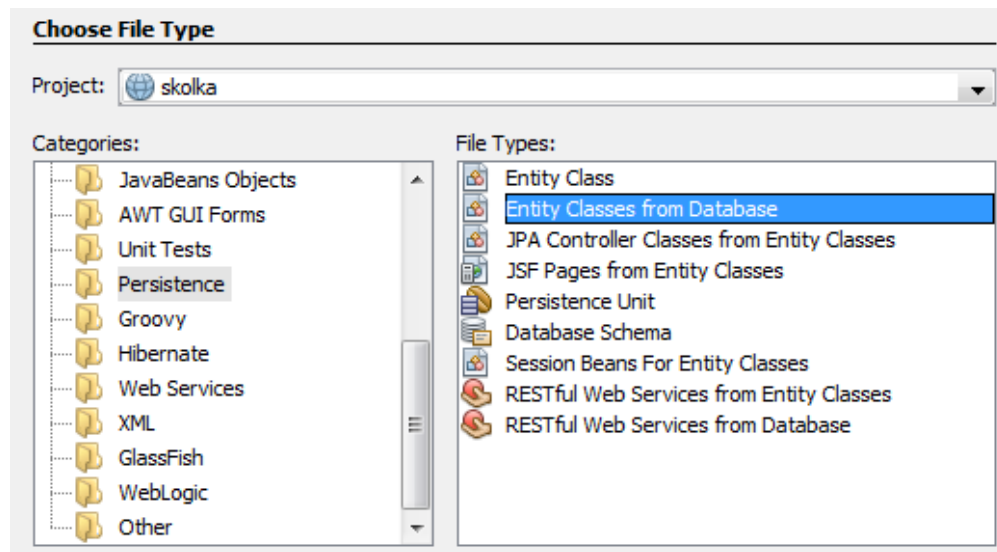 Choose File Type
Project: skolka
Categories:
JavaBeans Objects
AWT GUI Forms
Unit Tests
Persistence
Groovy
Hibernate
Web Services
XML
GlassFish
WebLogic
Other
File Types:
Entity Class
Entity Classes from Database
JPA Controller Classes from Entity Classes
JSF Pages from Entity Classes
Persistence Unit
Database Schema
Session Beans For Entity Classes
RESTful Web Services from Entity Classes
RESTful Web Services from Database